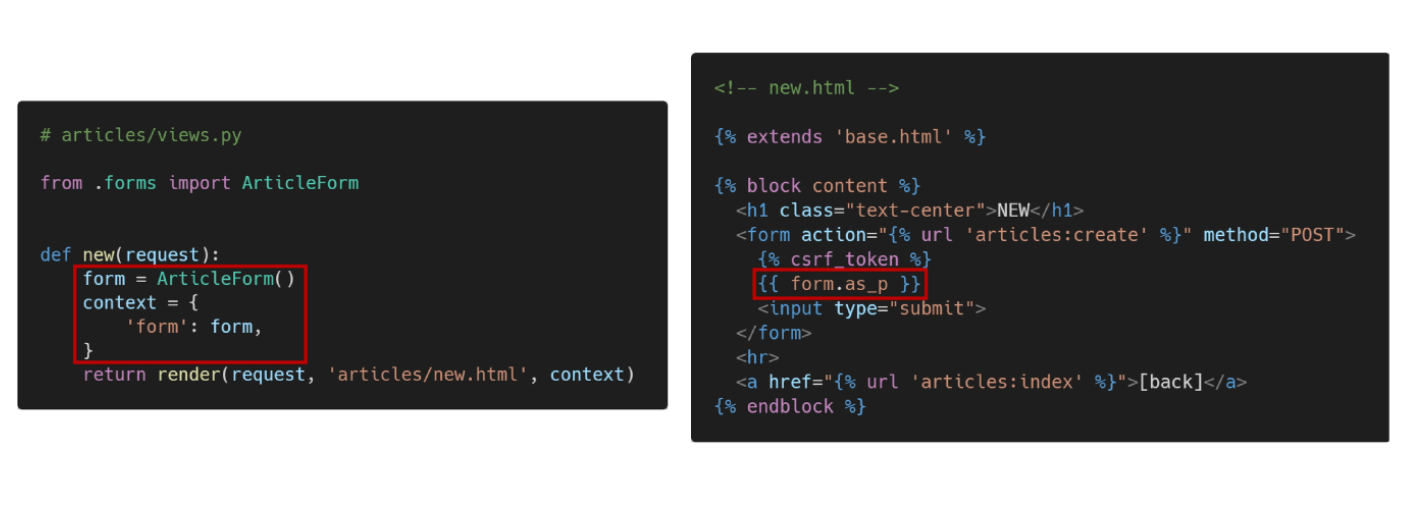 # articles/views.py
from .forms import ArticleForm
def new(request):
    form = ArticleForm()
    context = {
        'form': form,
    }
    return render(request, 'articles/new.html', context)
<!-- new.html -->
{% extends 'base.html' %}
{% block content %}
  <h1 class="text-center">NEW</h1>
  <form action="{% url 'articles:create' %}" method="POST">
    {% csrf_token %}
    {{ form.as_p }}
    <input type="submit">
  </form>
  <hr>
  <a href="{% url 'articles:index' %}">[back]</a>
{% endblock %}